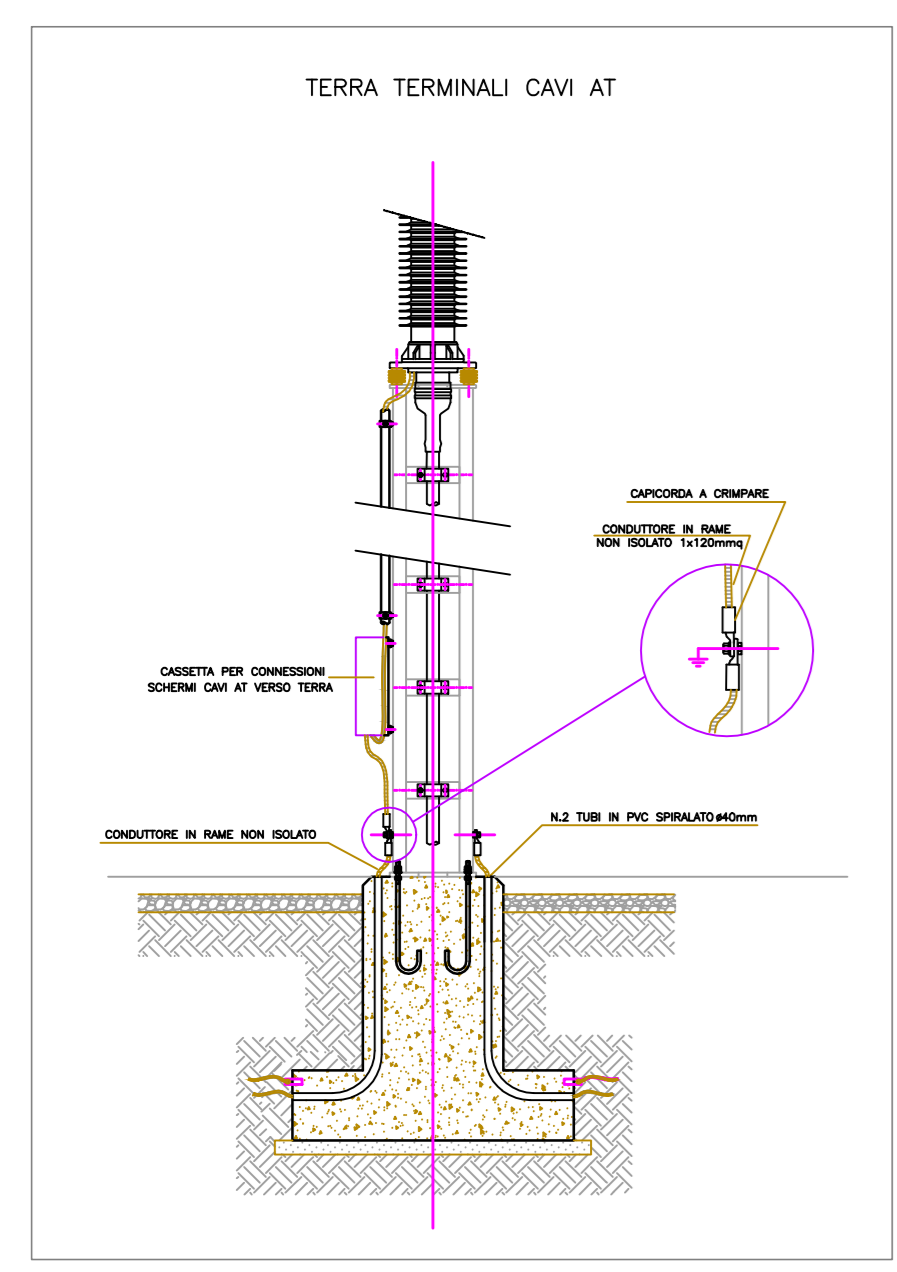 TERRA TERMINALI CAVI AT
CAPICORDA A CRIMPARE
CONDUTTORE IN RAME
NON ISOLATO 1x120mmq
CASSETTA PER CONNESSIONI
SCHERMI CAVI AT VERSO TERRA
N.2 TUBI IN PVC SPIRALATO ø40mm
CONDUTTORE IN RAME NON ISOLATO